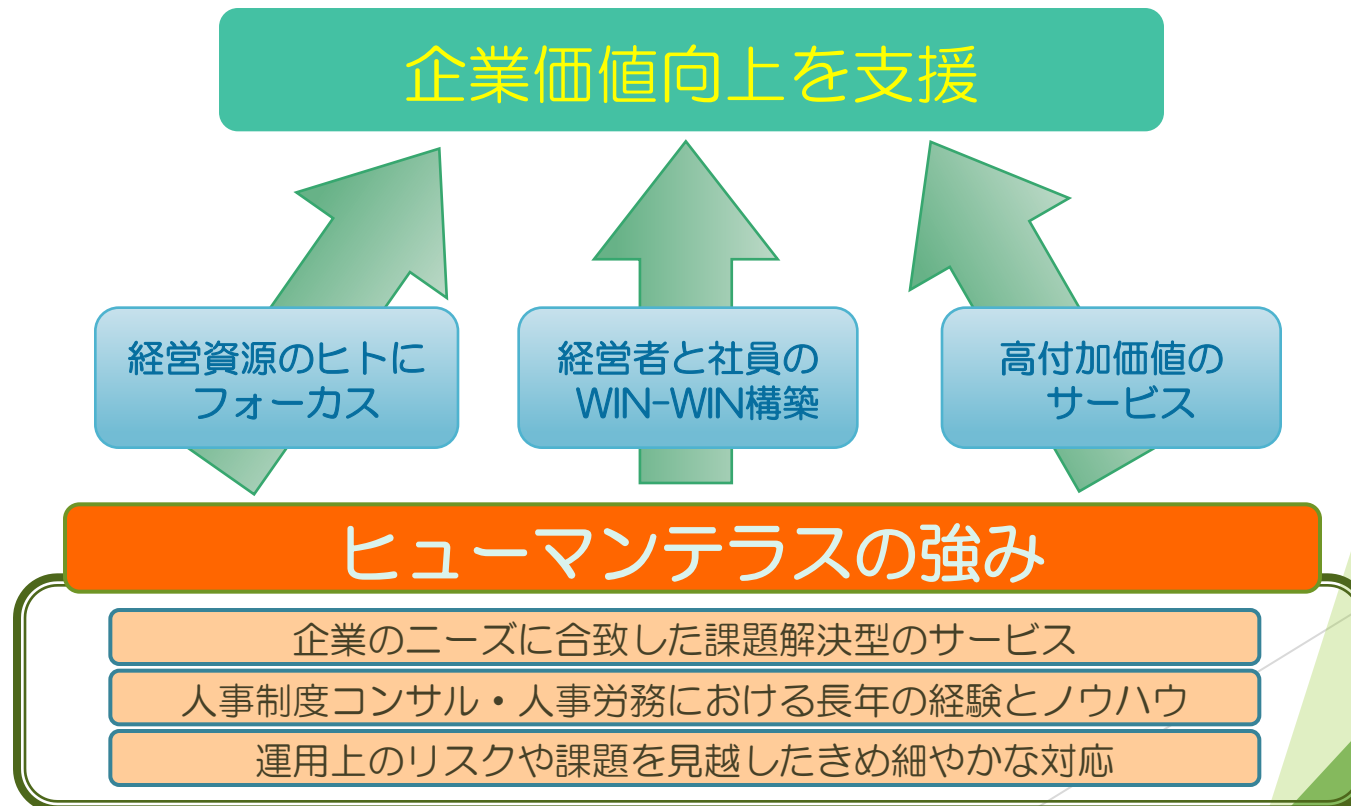 企業価値向上を支援
経営資源のヒトに
フォーカス
経営者と社員の
WIN-WIN構築
高付加価値の
サービス
ヒューマンテラスの強み
企業のニーズに合致した課題解決型のサービス
人事制度コンサル・人事労務における長年の経験とノウハウ
運用上のリスクや課題を見越したきめ細やかな対応